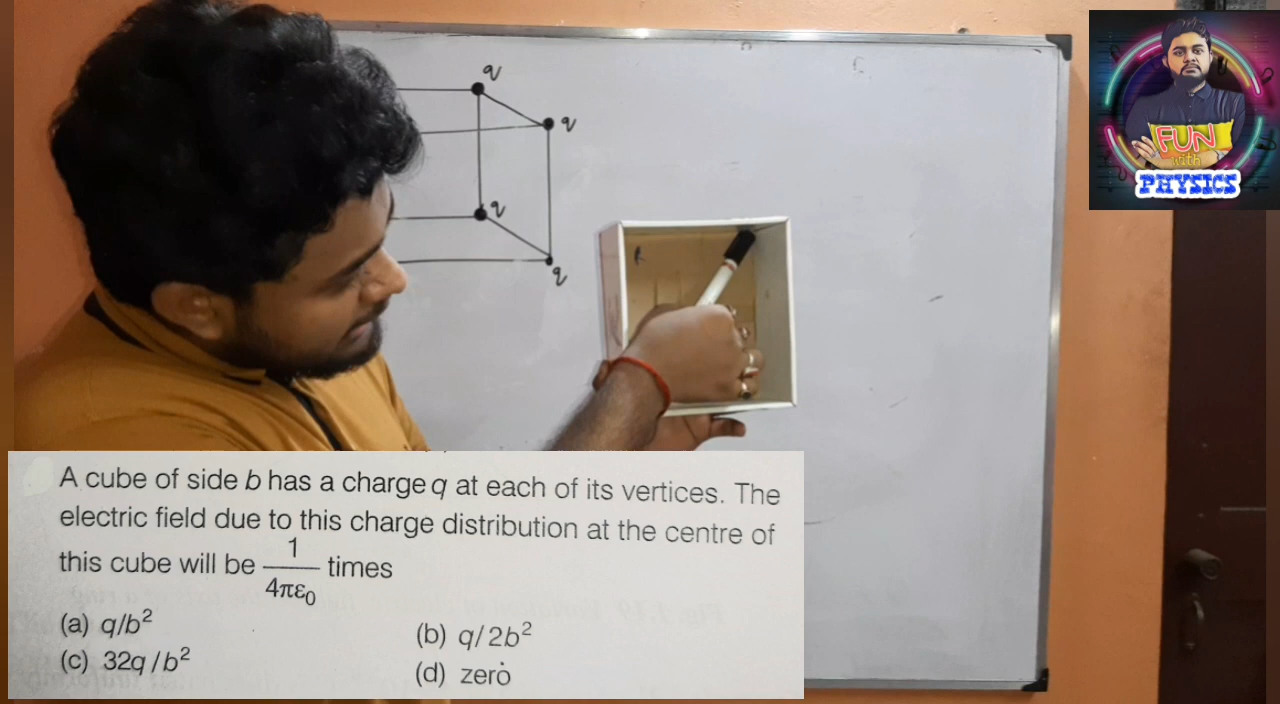 q
q
q
q
FUN
with
PHYSICS
A cube of side b has a charge q at each of its vertices. The
electric field due to this charge distribution at the centre of
this cube will be 1/4πε₀ times
(a) q/b²
(b) q/2b²
(c) 32q/b²
(d) zero